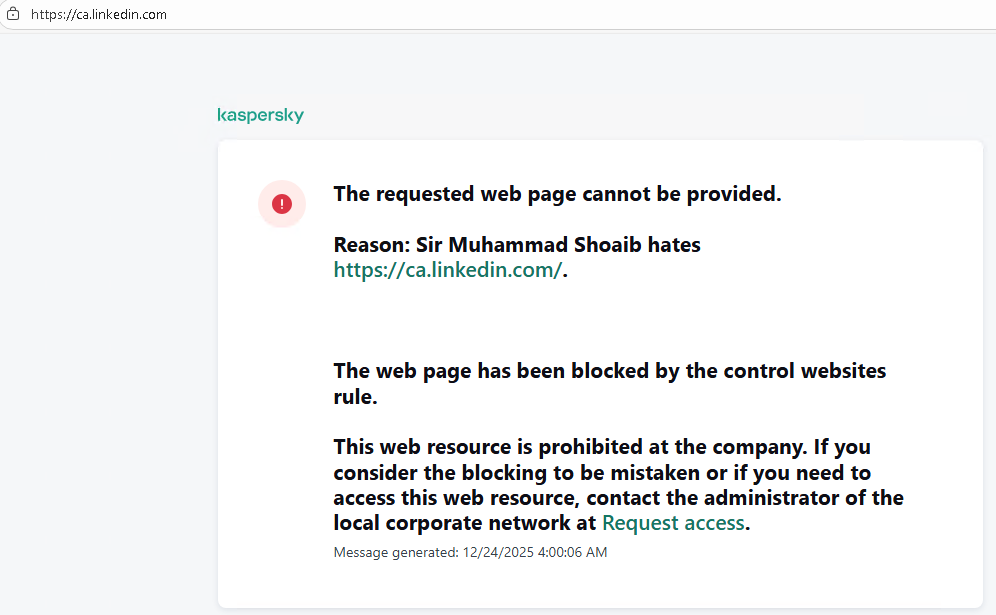 https://ca.linkedin.com
kaspersky
The requested web page cannot be provided.
Reason: Sir Muhammad Shoaib hates
https://ca.linkedin.com/.
The web page has been blocked by the control websites
rule.
This web resource is prohibited at the company. If you
consider the blocking to be mistaken or if you need to
access this web resource, contact the administrator of the
local corporate network at Request access.
Message generated: 12/24/2025 4:00:06 AM